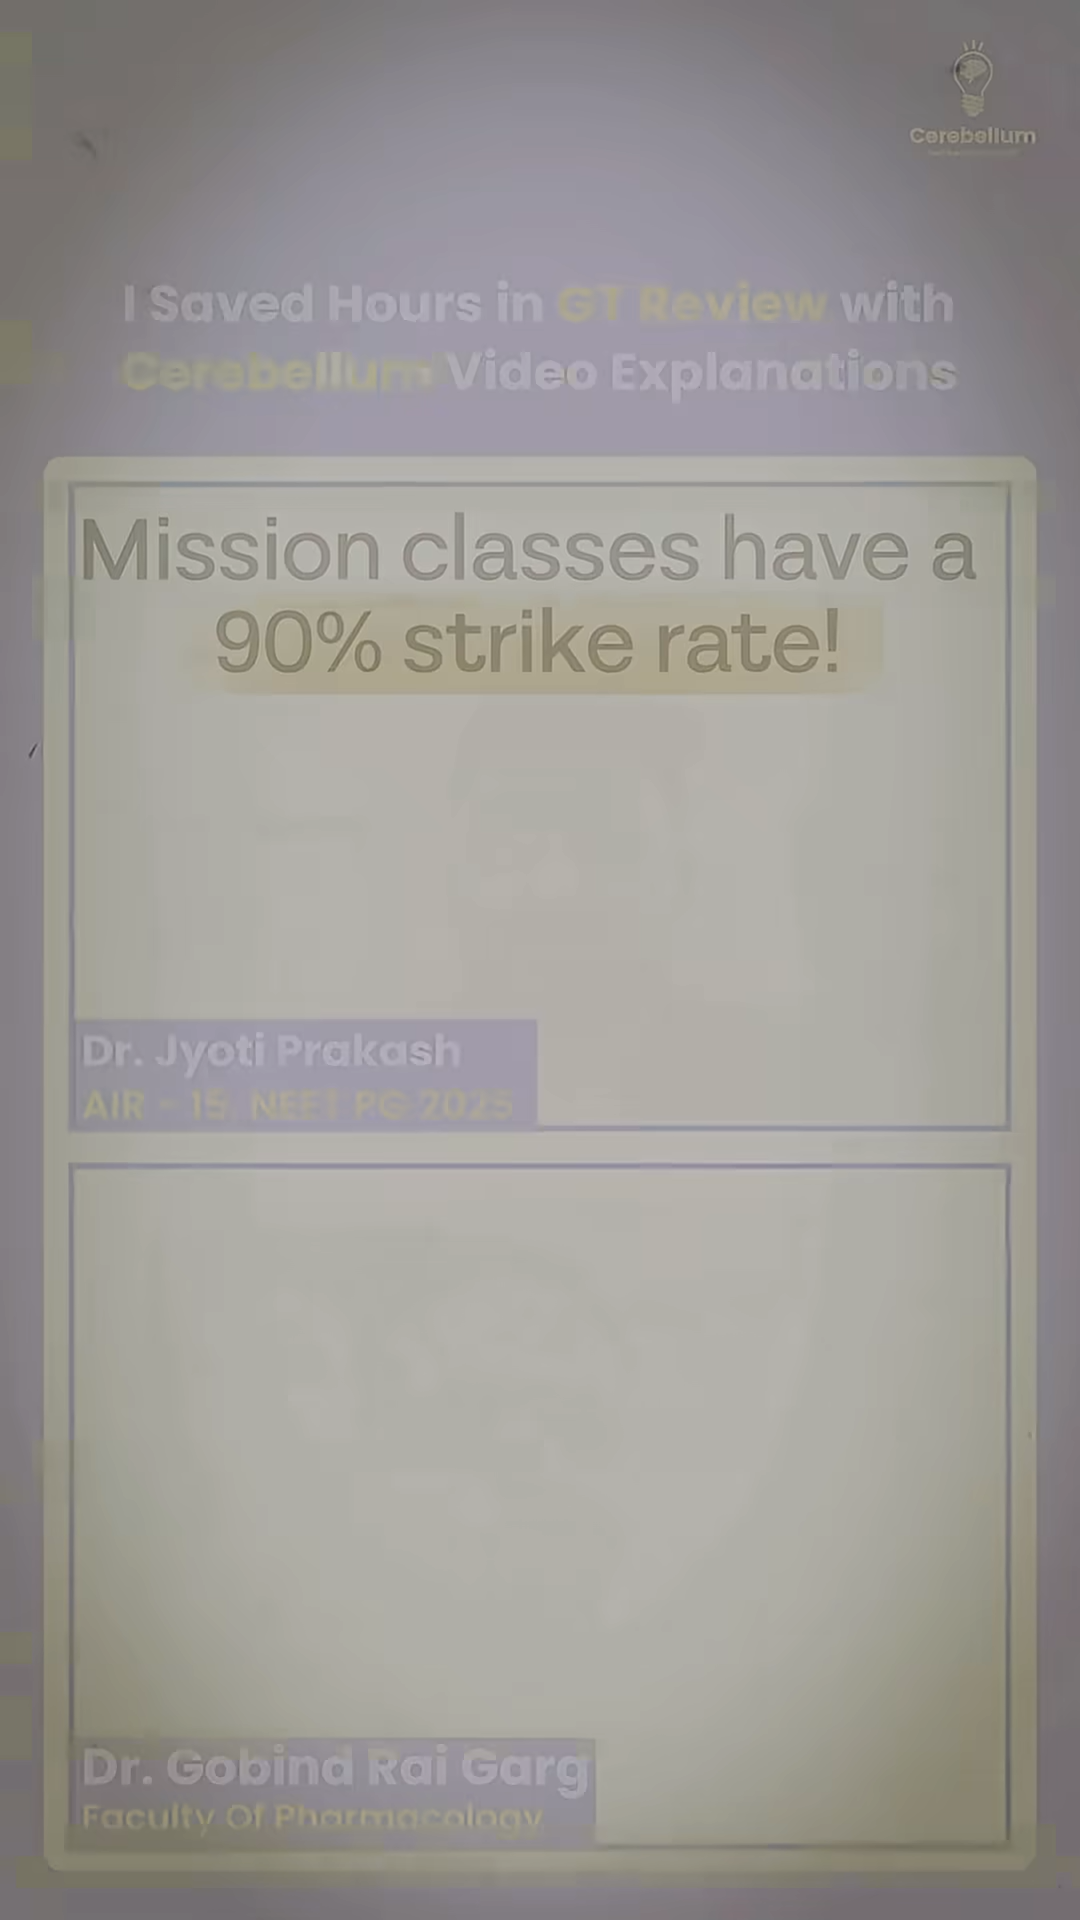 Cerebellum
I Saved Hours in GT Review with
Cerebellum Video Explanations
Mission classes have a
90% strike rate!
Dr. Jyoti Prakash
AIR - 15, NEET PG 2025
Dr. Gobind Rai Garg
Faculty Of Pharmacology